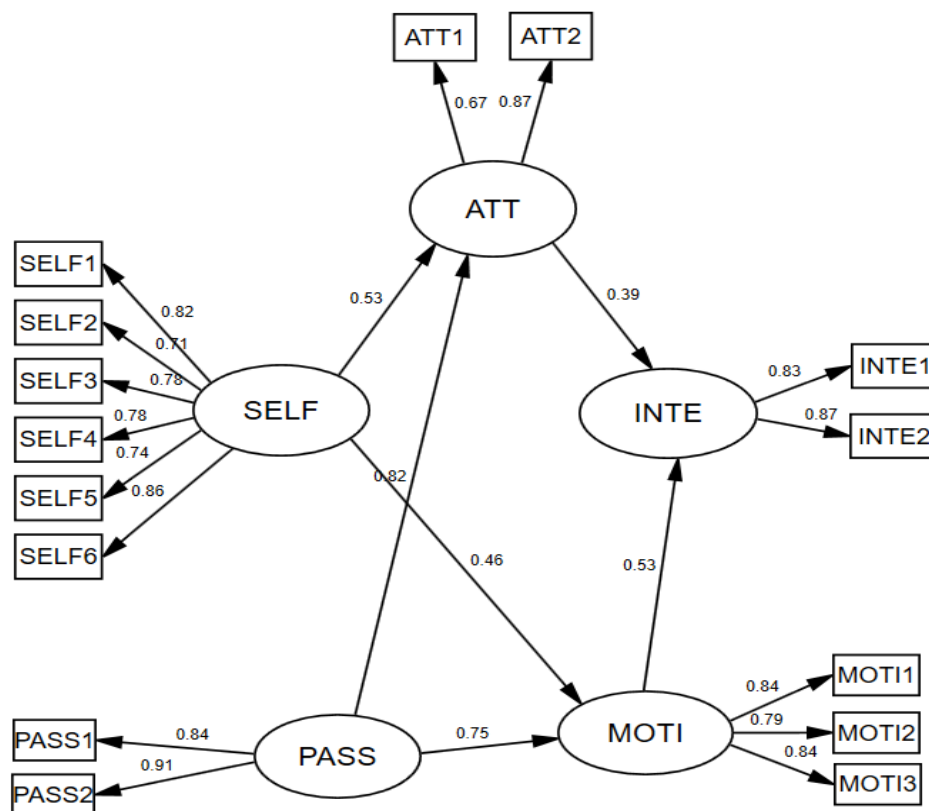 ATT1
ATT2
0.67
0.87
ATT
SELF1
SELF2
SELF3
SELF4
SELF5
SELF6
0.82
0.71
0.78
0.78
0.74
0.86
SELF
0.53
0.39
INTE
0.83
0.87
INTE1
INTE2
0.82
0.46
0.53
PASS1
PASS2
0.84
0.91
PASS
0.75
MOTI
0.84
0.79
0.84
MOTI1
MOTI2
MOTI3